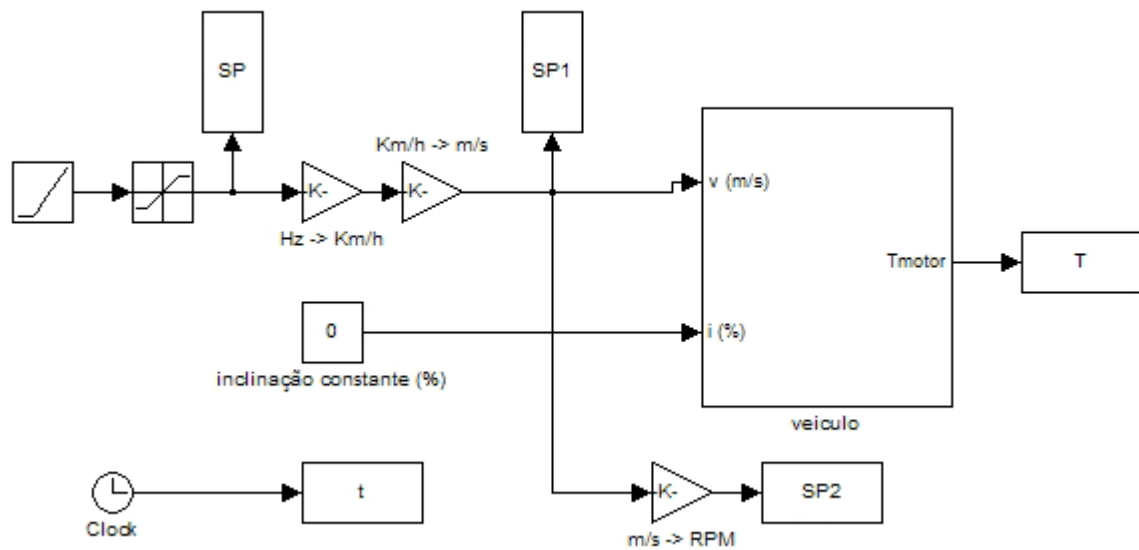 SP
SP1
Km/h -> m/s
K-
K-
Hz -> Km/h
v (m/s)
Tmotor
T
0
i (%)
inclinação constante (%)
veiculo
t
Clock
K-
SP2
m/s -> RPM